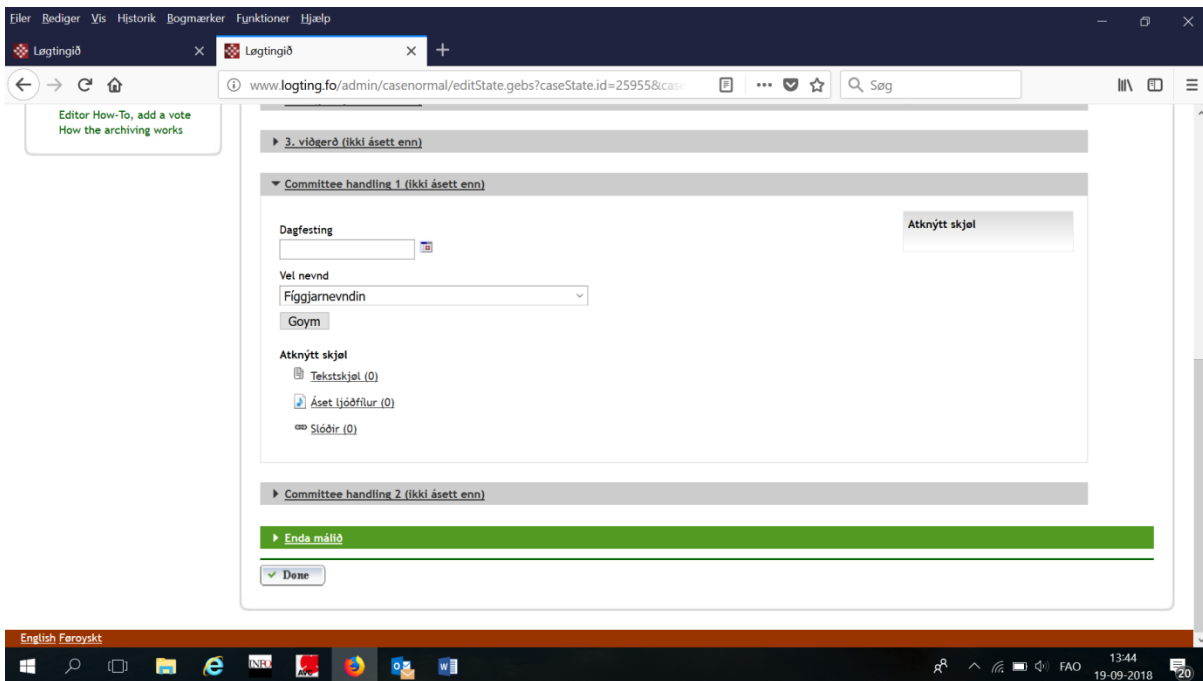 Filer Rediger Vis Historik Bogmærker Funktioner Hjælp
Løgtingið
Løgtingið
www.logting.fo/admin/casenormal/editState.gebs?caseState.id=25955&case
Søg
Editor How-To, add a vote
How the archiving works
3. viðgerð (ikki ásett enn)
Committee handling 1 (ikki ásett enn)
Dagfesting
Atknýtt skjøl
Vel nevnd
Fíggjarnevndin
Goym
Atknýtt skjøl
Tekstskjøl (0)
Áset ljóðfílur (0)
Slóðir (0)
Committee handling 2 (ikki ásett enn)
Enda málið
Done
English Føroyskt
INFO
FAO
13:44
19-09-2018
20